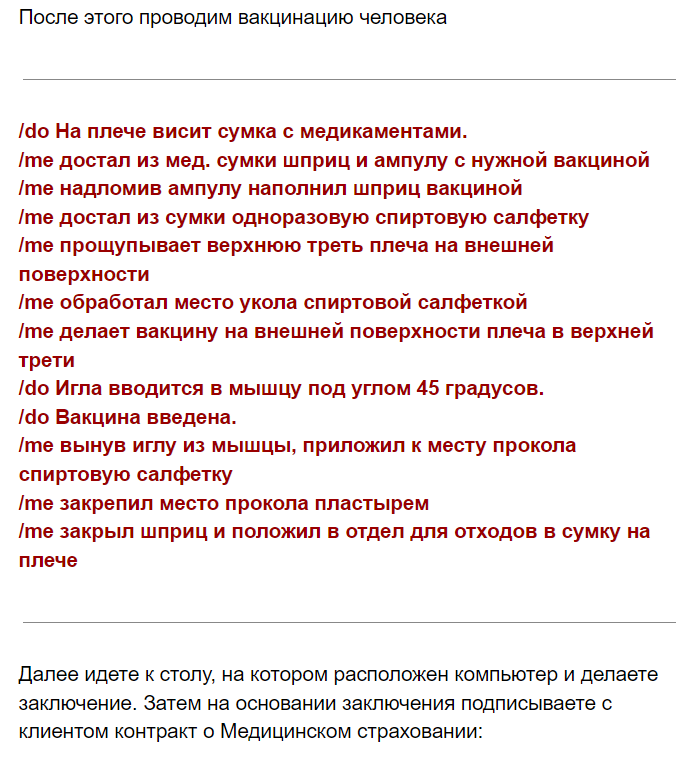 После этого проводим вакцинацию человека
/do На плече висит сумка с медикаментами.
/me достал из мед. сумки шприц и ампулу с нужной вакциной
/me надломив ампулу наполнил шприц вакциной
/me достал из сумки одноразовую спиртовую салфетку
/me прощупывает верхнюю треть плеча на внешней
поверхности
/me обработал место укола спиртовой салфеткой
/me делает вакцину на внешней поверхности плеча в верхней
трети
/do Игла вводится в мышцу под углом 45 градусов.
/do Вакцина введена.
/me вынув иглу из мышцы, приложил к месту прокола
спиртовую салфетку
/me закрепил место прокола пластырем
/me закрыл шприц и положил в отдел для отходов в сумку на
плече
Далее идете к столу, на котором расположен компьютер и делаете
заключение. Затем на основании заключения подписываете с
клиентом контракт о Медицинском страховании: